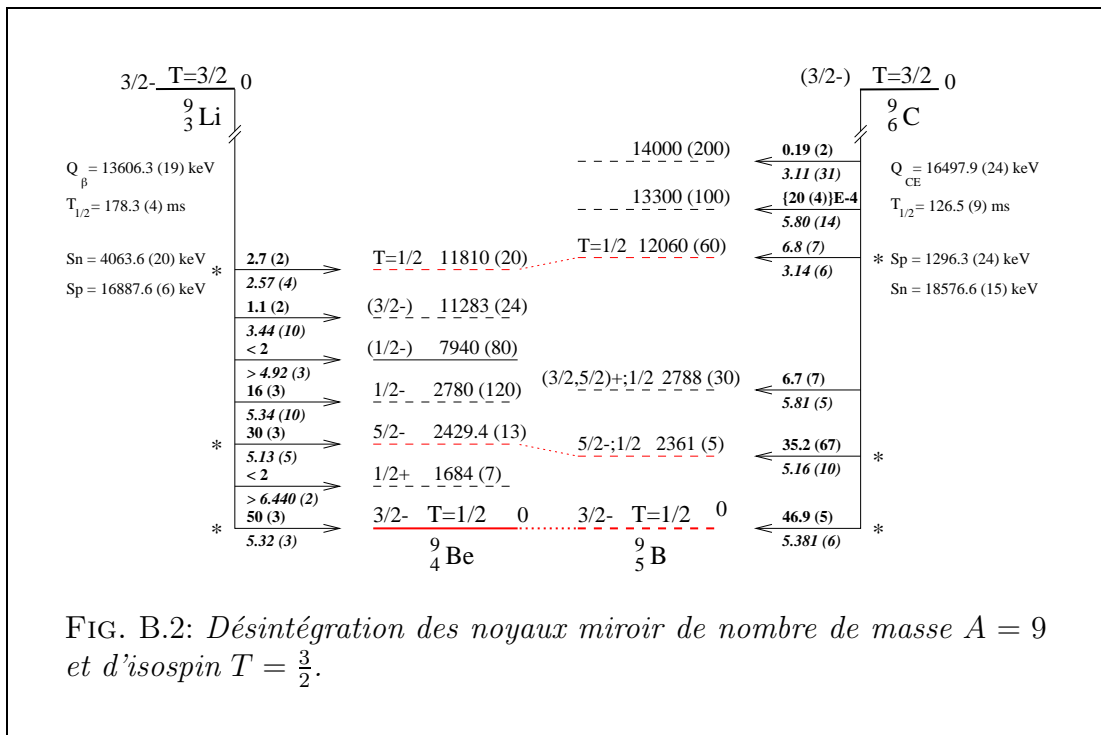 3/2- T=3/2 0
9
3 Li
Q β = 13606.3 (19) keV
T 1/2 = 178.3 (4) ms
Sn = 4063.6 (20) keV
Sp = 16887.6 (6) keV
* 2.7 (2)
2.57 (4)
1.1 (2)
3.44 (10)
< 2
> 4.92 (3)
16 (3)
5.34 (10)
* 30 (3)
5.13 (5)
< 2
> 6.440 (2)
* 50 (3)
5.32 (3)
T=1/2 11810 (20)
(3/2-) 11283 (24)
(1/2-) 7940 (80)
1/2- 2780 (120)
5/2- 2429.4 (13)
1/2+ 1684 (7)
3/2- T=1/2 0
9
4 Be
14000 (200)
13300 (100)
T=1/2 12060 (60)
(3/2,5/2)+;1/2 2788 (30)
5/2-;1/2 2361 (5)
3/2- T=1/2 0
9
5 B
(3/2-) T=3/2 0
9
6 C
0.19 (2)
3.11 (31)
{20 (4)}E-4
5.80 (14)
6.8 (7) *
3.14 (6)
6.7 (7)
5.81 (5)
35.2 (67) *
5.16 (10)
46.9 (5) *
5.381 (6)
Q CE = 16497.9 (24) keV
T 1/2 = 126.5 (9) ms
Sp = 1296.3 (24) keV
Sn = 18576.6 (15) keV
FIG. B.2: Désintégration des noyaux miroir de nombre de masse A = 9
et d'isospin T = 3/2.